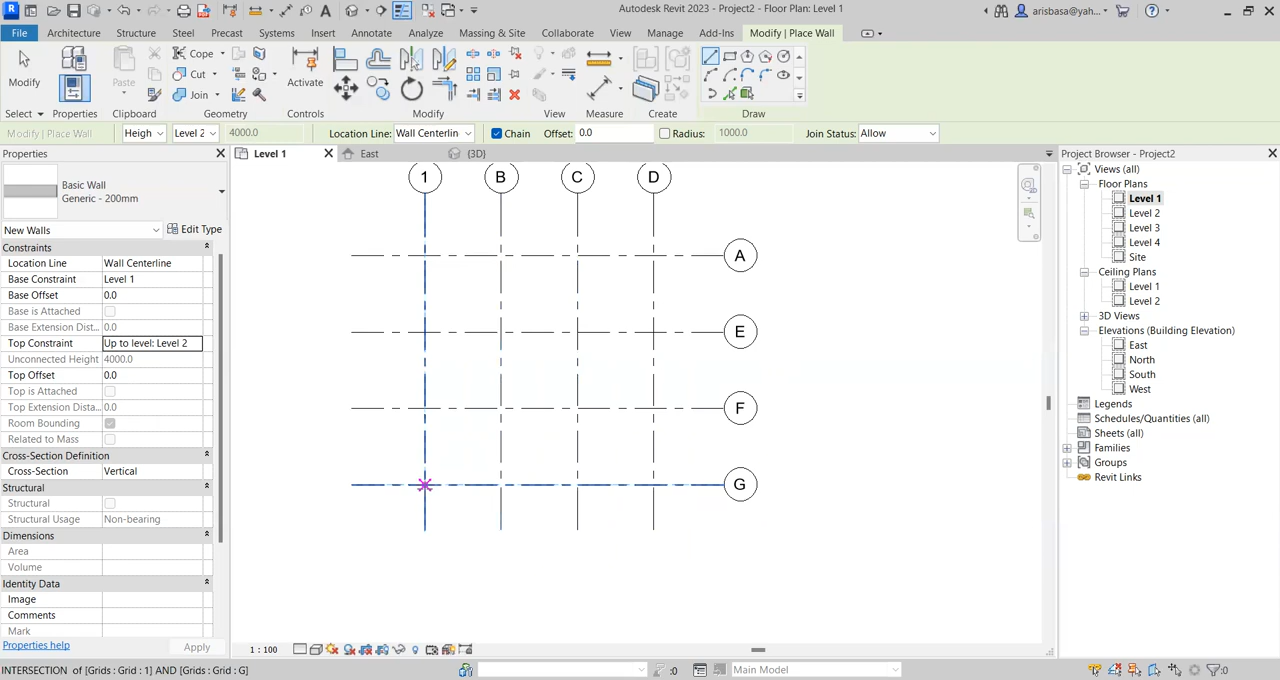 Autodesk Revit 2023 - Project2 - Floor Plan: Level 1
arisbasa@yah...
File Architecture Structure Steel Precast Systems Insert Annotate Analyze Massing & Site Collaborate View Manage Add-Ins Modify | Place Wall
Modify Paste Cope Cut Join Activate
Select Properties Clipboard Geometry Controls Modify View Measure Create Draw
Modify | Place Wall Heigh Level 2 4000.0 Location Line: Wall Centerlin Chain Offset: 0.0 Radius: 1000.0 Join Status: Allow
Properties
Basic Wall
Generic - 200mm
New Walls Edit Type
Constraints
Location Line Wall Centerline
Base Constraint Level 1
Base Offset 0.0
Base is Attached
Base Extension Dist... 0.0
Top Constraint Up to level: Level 2
Unconnected Height 4000.0
Top Offset 0.0
Top is Attached
Top Extension Dista... 0.0
Room Bounding
Related to Mass
Cross-Section Definition
Cross-Section Vertical
Structural
Structural
Structural Usage Non-bearing
Dimensions
Area
Volume
Identity Data
Image
Comments
Mark
Properties help Apply
Level 1 East {3D}
1 B C D
A
E
F
G
1 : 100
Project Browser - Project2
Views (all)
Floor Plans
Level 1
Level 2
Level 3
Level 4
Site
Ceiling Plans
Level 1
Level 2
3D Views
Elevations (Building Elevation)
East
North
South
West
Legends
Schedules/Quantities (all)
Sheets (all)
Families
Groups
Revit Links
INTERSECTION of [Grids : Grid : 1] AND [Grids : Grid : G] :0 Main Model :0